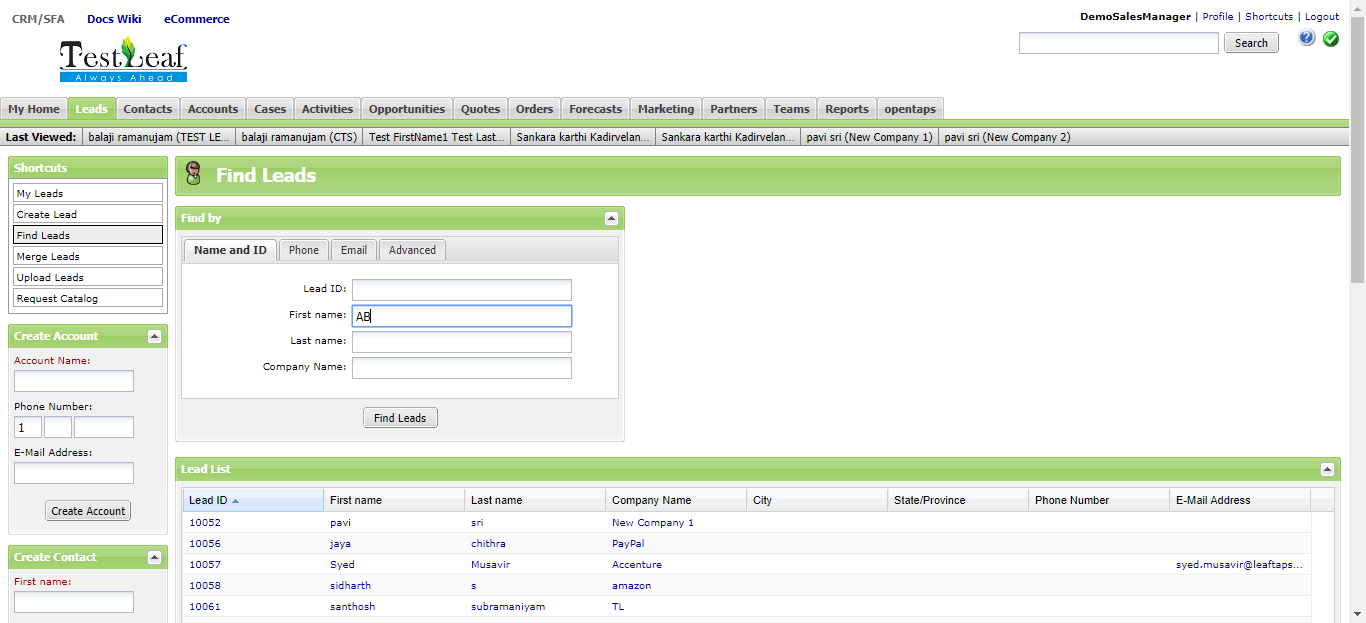 CRM/SFA Docs Wiki eCommerce
DemoSalesManager | Profile | Shortcuts | Logout
TestLeaf
Always Ahead
Search
?
My Home Leads Contacts Accounts Cases Activities Opportunities Quotes Orders Forecasts Marketing Partners Teams Reports opentaps
Last Viewed: balaji ramanujam (TEST LE... balaji ramanujam (CTS) Test FirstName1 Test Last... Sankara karthi Kadirvelan... Sankara karthi Kadirvelan... pavi sri (New Company 1) pavi sri (New Company 2)
Shortcuts
My Leads
Create Lead
Find Leads
Merge Leads
Upload Leads
Request Catalog
Create Account
Account Name:
Phone Number:
1
E-Mail Address:
Create Account
Create Contact
First name:
Find Leads
Find by
Name and ID Phone Email Advanced
Lead ID:
First name: AB
Last name:
Company Name:
Find Leads
Lead List
Lead ID First name Last name Company Name City State/Province Phone Number E-Mail Address
10052 pavi sri New Company 1
10056 jaya chithra PayPal
10057 Syed Musavir Accenture syed.musavir@leaftaps...
10058 sidharth s amazon
10061 santhosh subramaniyam TL